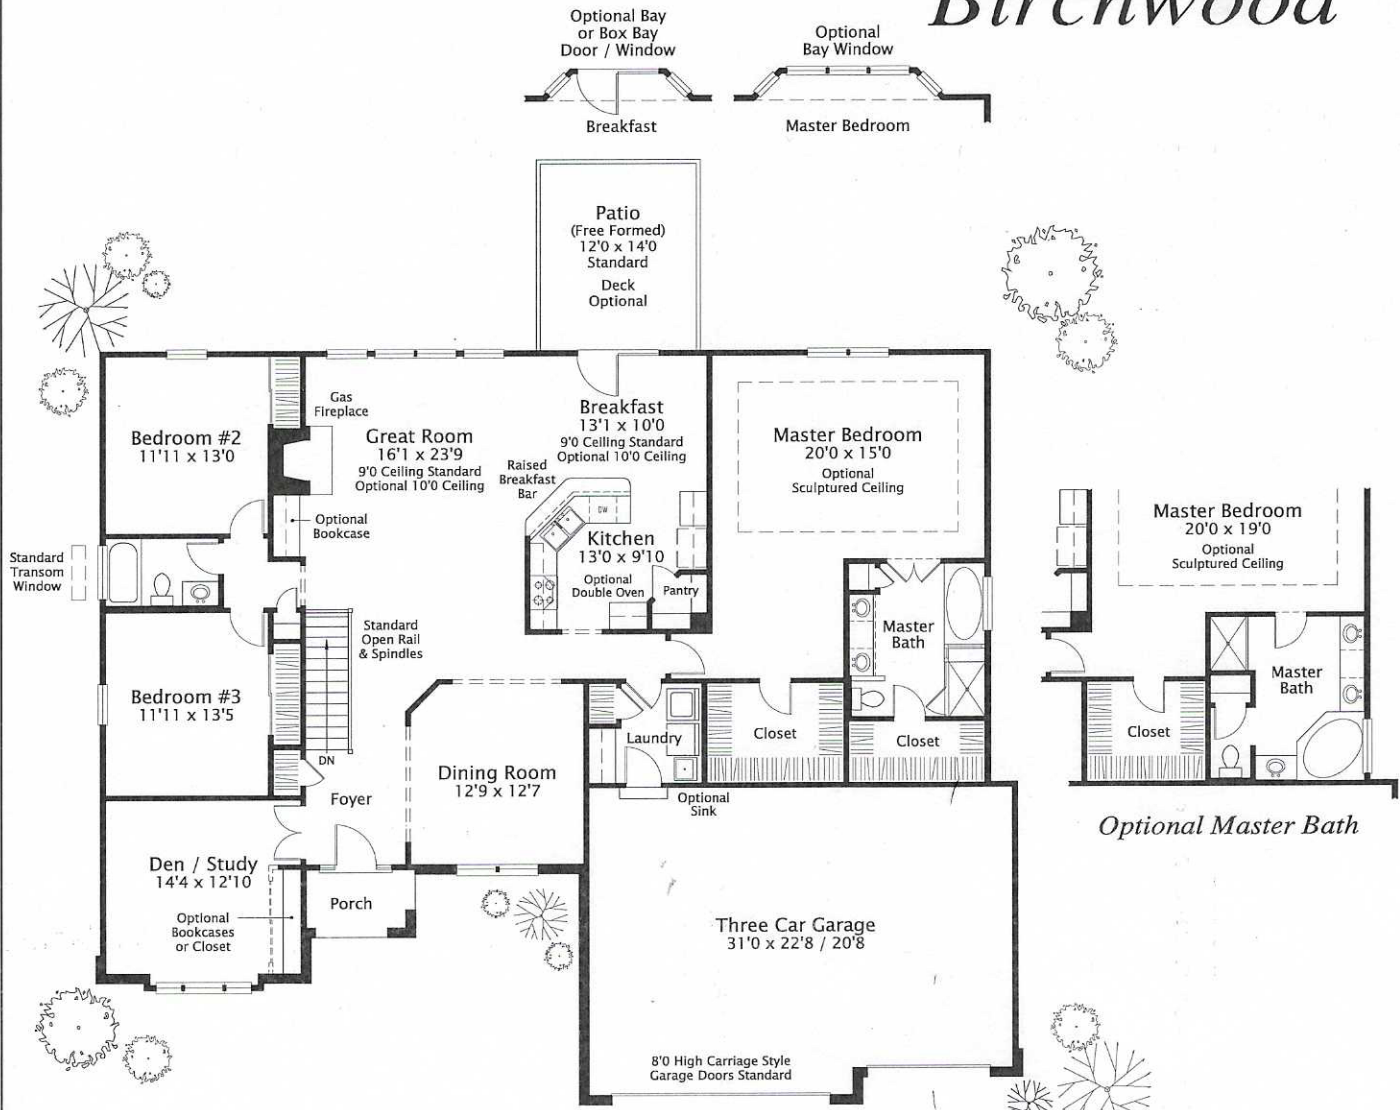 Birchwood
Optional Bay
or Box Bay
Door / Window
Breakfast
Optional
Bay Window
Master Bedroom
Patio
(Free Formed)
12'0 x 14'0
Standard
Deck
Optional
Bedroom #2
11'11 x 13'0
Gas
Fireplace
Great Room
16'1 x 23'9
9'0 Ceiling Standard
Optional 10'0 Ceiling
Breakfast
13'1 x 10'0
9'0 Ceiling Standard
Optional 10'0 Ceiling
Raised
Breakfast
Bar
Master Bedroom
20'0 x 15'0
Optional
Sculptured Ceiling
Optional
Bookcase
DW
Kitchen
13'0 x 9'10
Optional
Double Oven
Pantry
Standard
Transom
Window
Standard
Open Rail
& Spindles
Master
Bath
Bedroom #3
11'11 x 13'5
DN
Foyer
Dining Room
12'9 x 12'7
Laundry
Closet
Closet
Optional
Sink
Den / Study
14'4 x 12'10
Optional
Bookcases
or Closet
Porch
Three Car Garage
31'0 x 22'8 / 20'8
8'0 High Carriage Style
Garage Doors Standard
Master Bedroom
20'0 x 19'0
Optional
Sculptured Ceiling
Master
Bath
Closet
Optional Master Bath